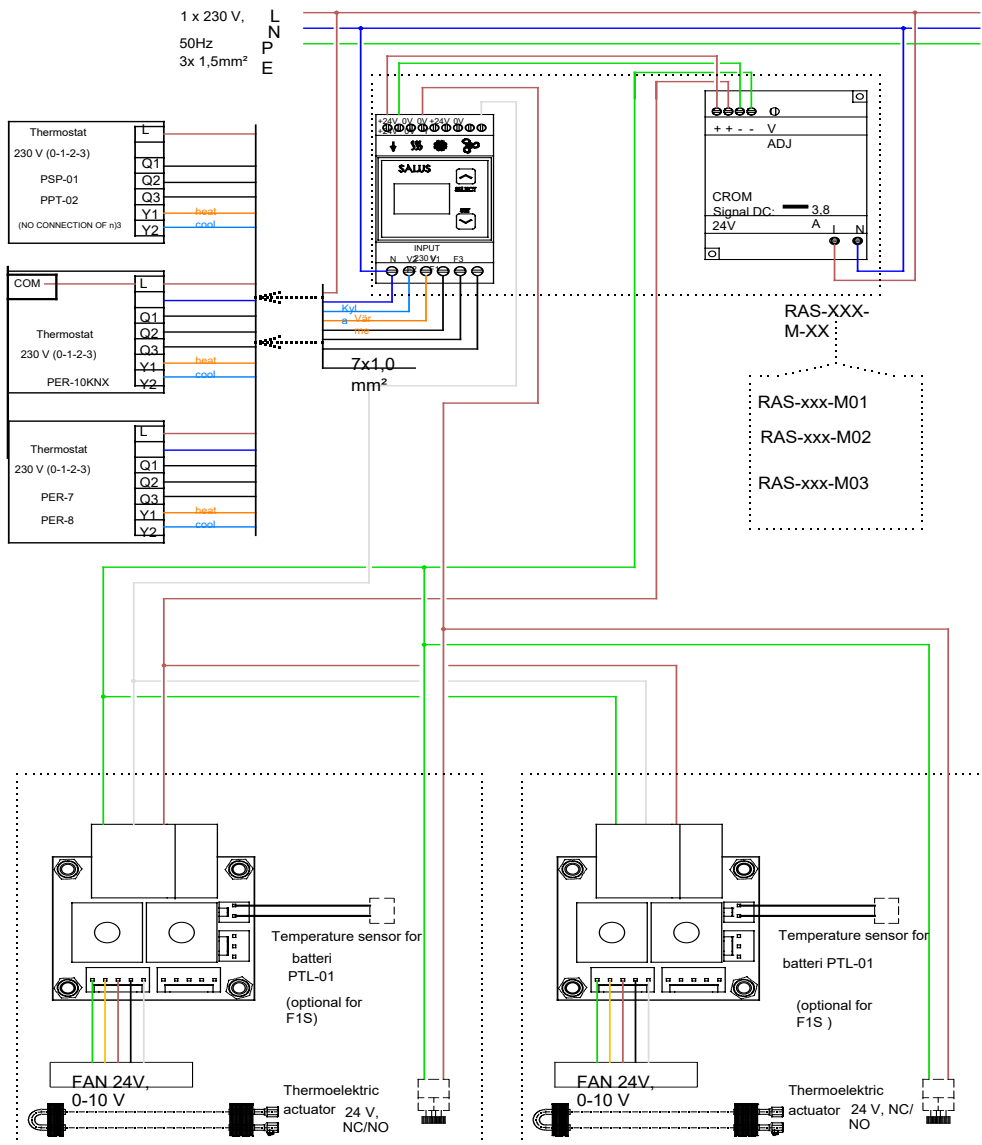 1 x 230 V,
50Hz
3x 1,5mm²
L
N
P
E
+24V 0V 0V +24V 0V
SALUS
SELECT
INPUT
230 V
N V2 V1 F3
+ + - - V
ADJ
CROM
Signal DC: 3,8
24V A
L N
Thermostat
230 V (0-1-2-3)
PSP-01
PPT-02
(NO CONNECTION OF n)3
L
Q1
Q2
Q3
Y1 heat
Y2 cool
COM
Thermostat
230 V (0-1-2-3)
PER-10KNX
L
Q1
Q2
Q3
Y1 heat
Y2 cool
Kyl
a
Vär
me
7x1,0
mm²
RAS-XXX-
M-XX
RAS-xxx-M01
RAS-xxx-M02
RAS-xxx-M03
Thermostat
230 V (0-1-2-3)
PER-7
PER-8
L
Q1
Q2
Q3
Y1 heat
Y2 cool
Temperature sensor for
batteri
PTL-01
(optional for
F1S)
FAN 24V,
0-10 V
Thermoelektric
actuator 24 V,
NC/NO
Temperature sensor for
batteri PTL-01
(optional for
F1S )
FAN 24V,
0-10 V
Thermoelektric
actuator 24 V, NC/
NO